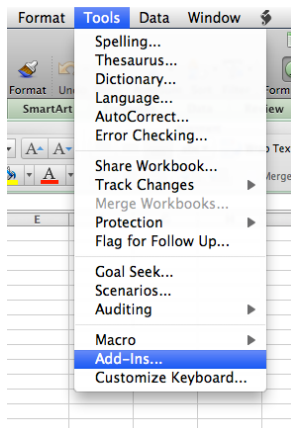 Format Tools Data Window
Spelling...
Thesaurus...
Dictionary...
Language...
AutoCorrect...
Error Checking...
Share Workbook...
Track Changes
Merge Workbooks...
Protection
Flag for Follow Up...
Goal Seek...
Scenarios...
Auditing
Macro
Add-Ins...
Customize Keyboard...
Format
SmartArt
A A
A
E